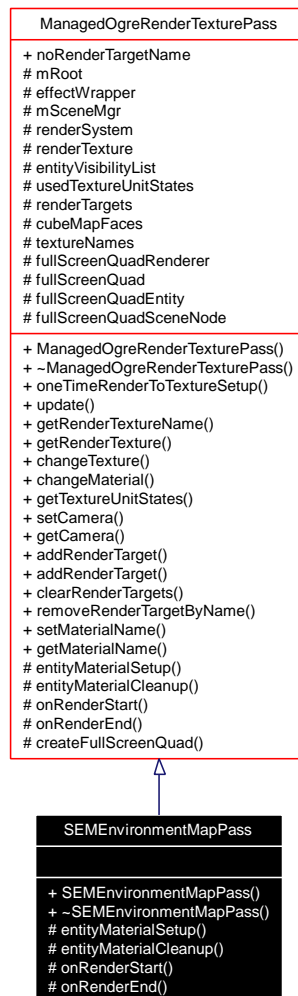 ManagedOgreRenderTexturePass
+ noRenderTargetName
# mRoot
# effectWrapper
# mSceneMgr
# renderSystem
# renderTexture
# entityVisibilityList
# usedTextureUnitStates
# renderTargets
# cubeMapFaces
# textureNames
# fullScreenQuadRenderer
# fullScreenQuad
# fullScreenQuadEntity
# fullScreenQuadSceneNode
+ ManagedOgreRenderTexturePass()
+ ~ManagedOgreRenderTexturePass()
+ oneTimeRenderToTextureSetup()
+ update()
+ getRenderTextureName()
+ getRenderTexture()
+ changeTexture()
+ changeMaterial()
+ getTextureUnitStates()
+ setCamera()
+ getCamera()
+ addRenderTarget()
+ addRenderTarget()
+ clearRenderTargets()
+ removeRenderTargetByName()
+ setMaterialName()
+ getMaterialName()
# entityMaterialSetup()
# entityMaterialCleanup()
# onRenderStart()
# onRenderEnd()
# createFullScreenQuad()
SEMEnvironmentMapPass
+ SEMEnvironmentMapPass()
+ ~SEMEnvironmentMapPass()
# entityMaterialSetup()
# entityMaterialCleanup()
# onRenderStart()
# onRenderEnd()